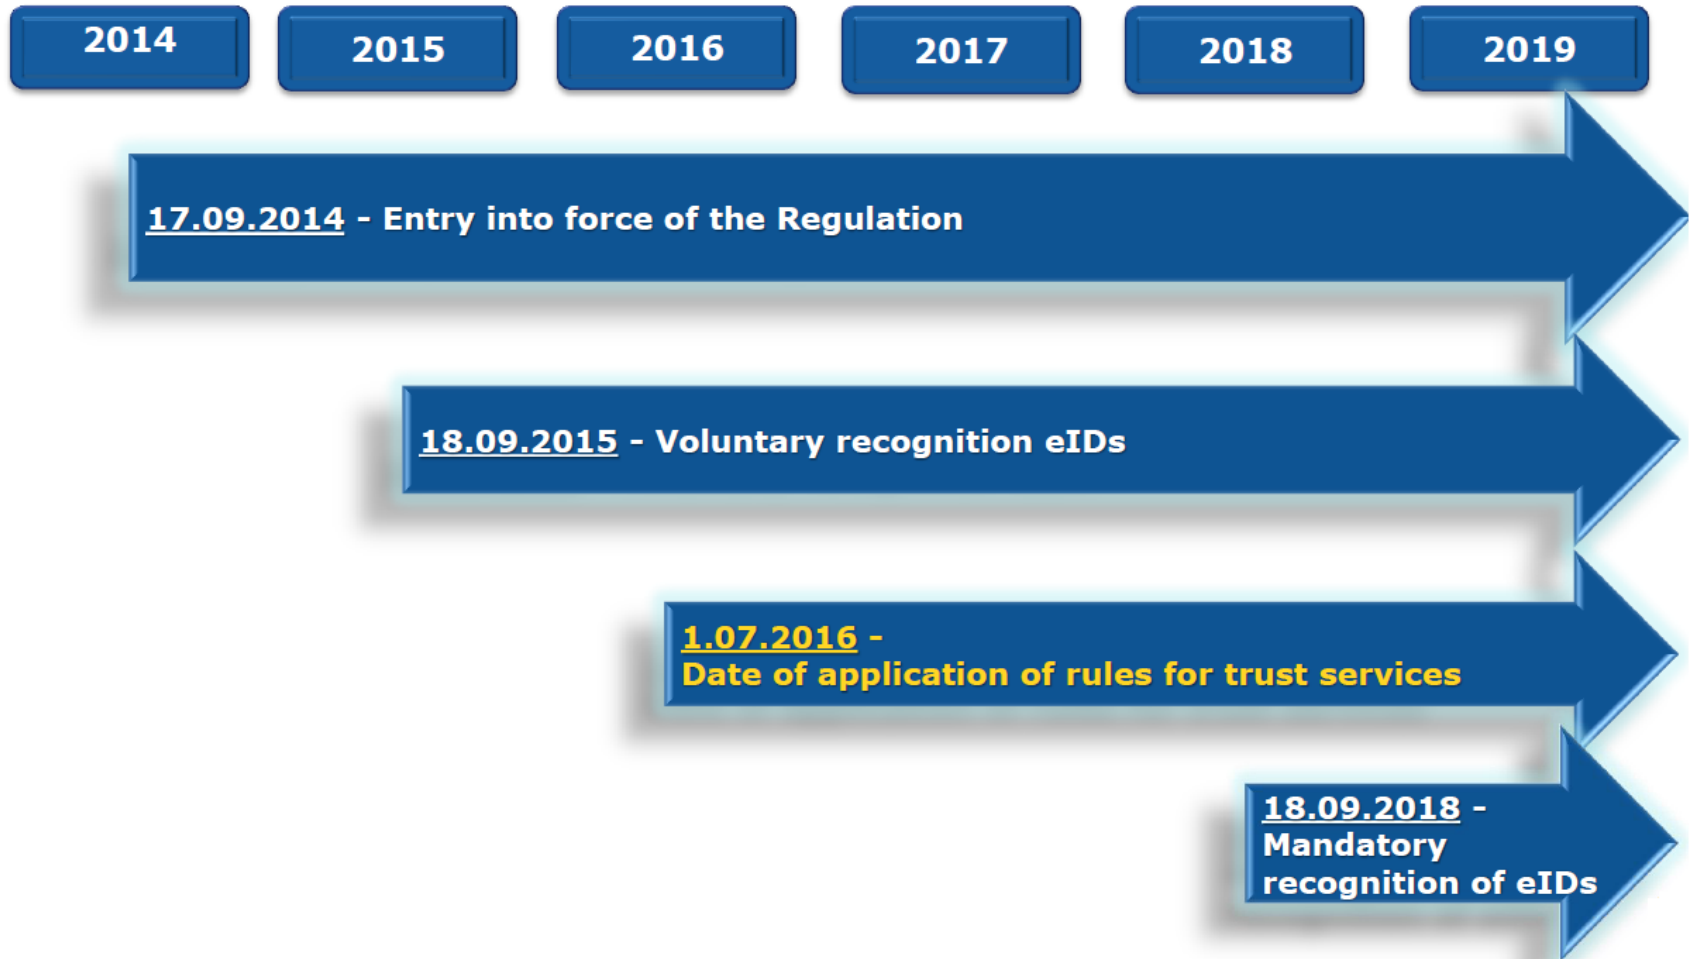 2014
2015
2016
2017
2018
2019
17.09.2014 - Entry into force of the Regulation
18.09.2015 - Voluntary recognition eIDs
1.07.2016 -
Date of application of rules for trust services
18.09.2018 -
Mandatory
recognition of eIDs